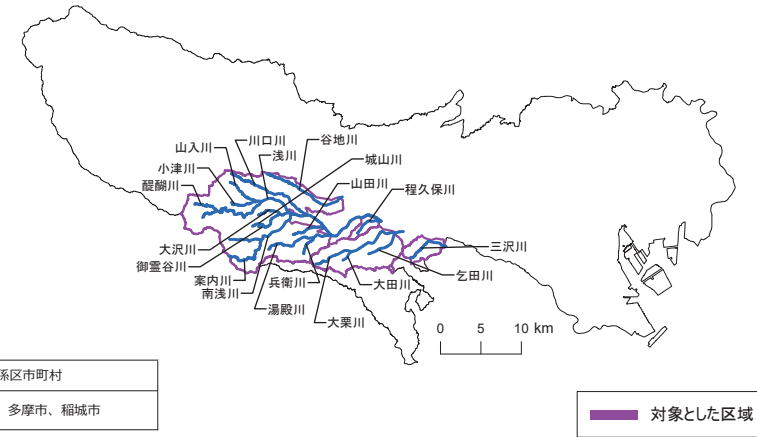 川口川
谷地川
山入川
浅川
城山川
小津川
山田川
醍醐川
程久保川
大沢川
三沢川
御霊谷川
案内川
兵衛川
大田川
乞田川
南浅川
湯殿川
大栗川
0 5 10 km
係区市町村
多摩市、稲城市
対象とした区域